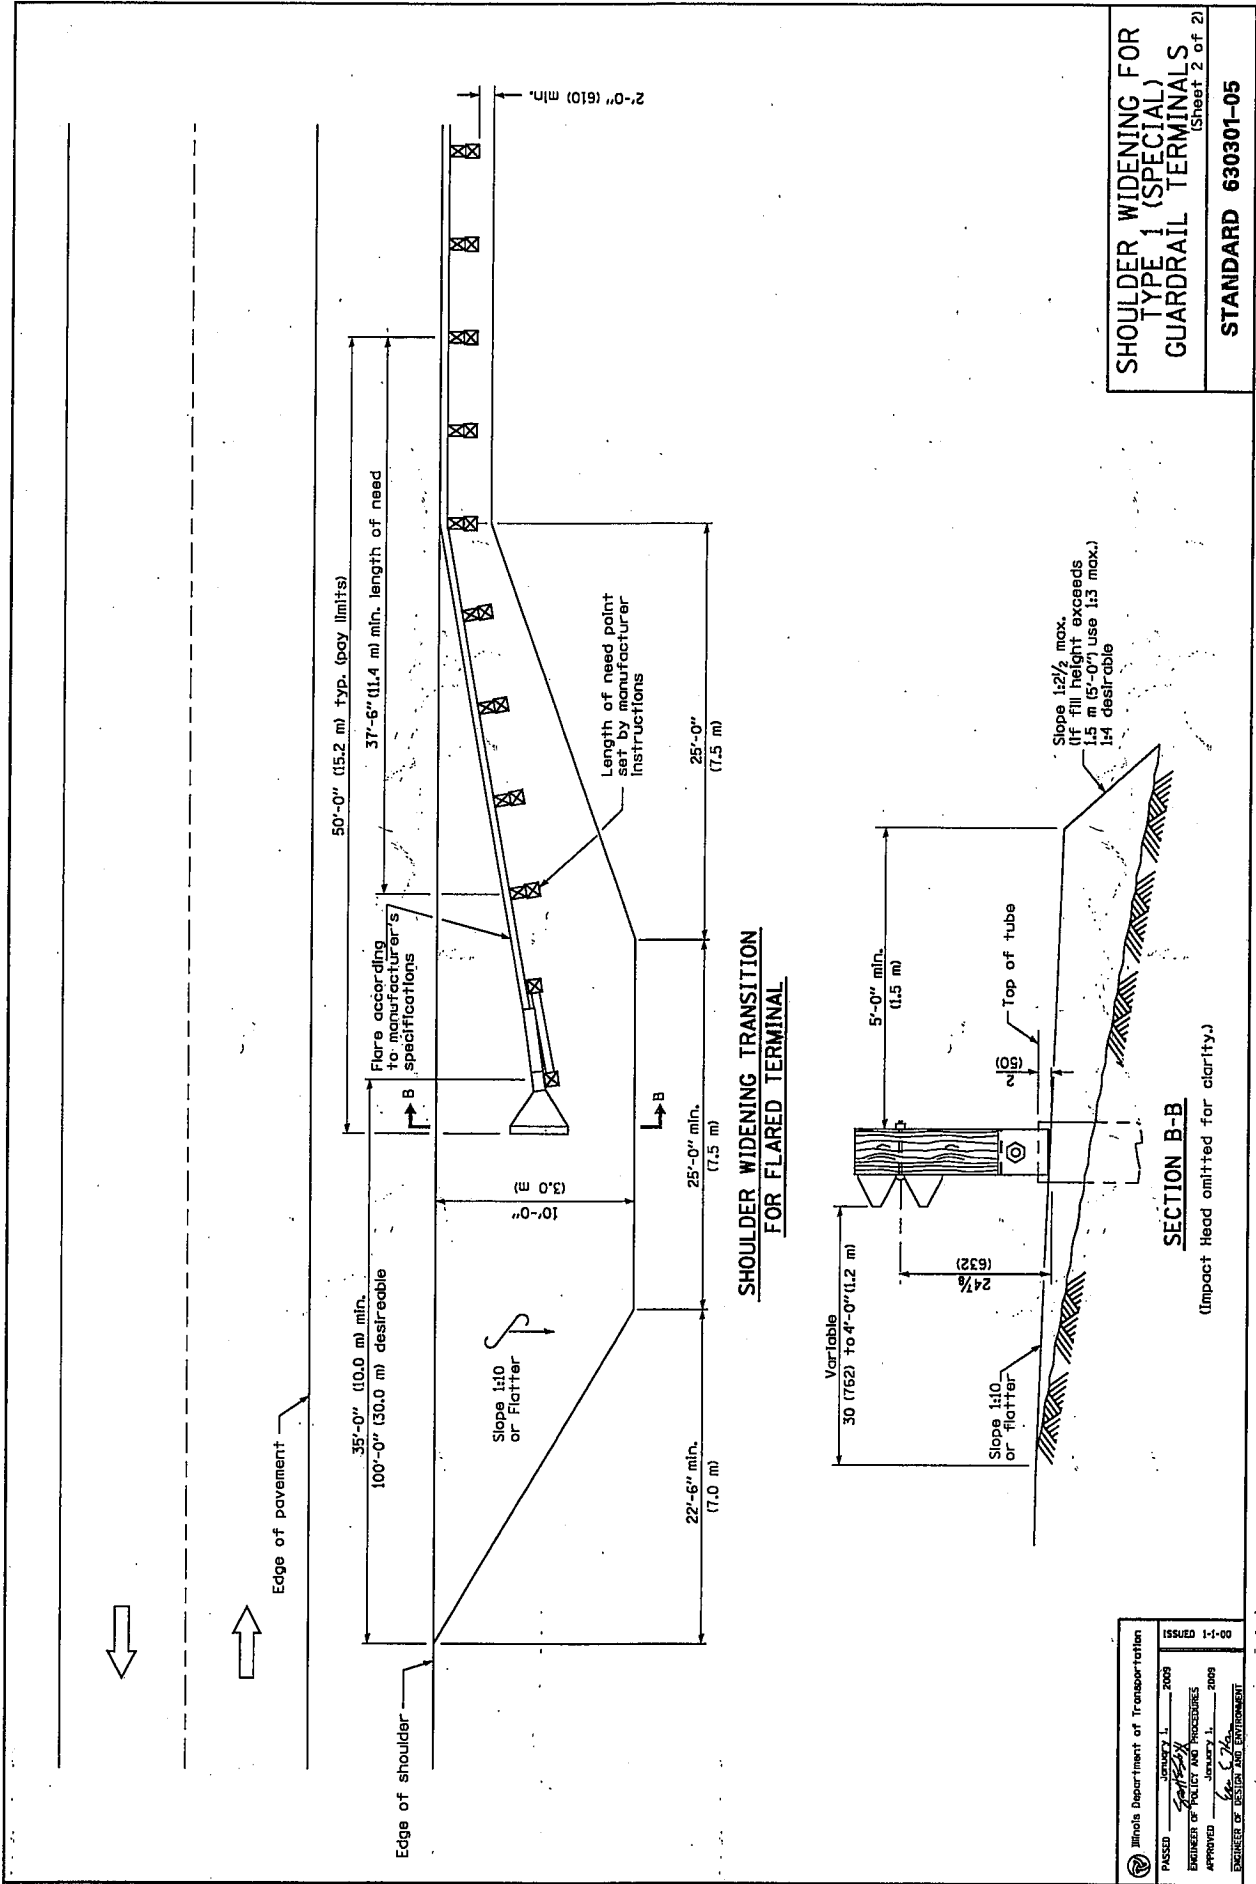 Edge of shoulder
Edge of pavement
35'-0" (10.0 m) min.
100'-0" (30.0 m) desireable
Slope 1:10
or Flatter
10'-0"
(3.0 m)
Flare according
to manufacturer's
specifications
B
B
50'-0" (15.2 m) typ. (pay limits)
37'-6" (11.4 m) min. length of need
Length of need point
set by manufacturer
instructions
2'-0" (610) min.
22'-6" min.
(7.0 m)
25'-0" min.
(7.5 m)
25'-0"
(7.5 m)
SHOULDER WIDENING TRANSITION
FOR FLARED TERMINAL
Variable
30 (762) to 4'-0" (1.2 m)
Slope 1:10
or flatter
24⅞
(632)
2
(50)
5'-0" min.
(1.5 m)
Top of tube
Slope 1:2½ max.
(If fill height exceeds
1.5 m (5'-0") use 1:3 max.)
1:4 desirable
SECTION B-B
(Impact Head omitted for clarity.)
Illinois Department of Transportation
PASSED January 1, 2009
ENGINEER OF POLICY AND PROCEDURES
APPROVED January 1, 2009
ENGINEER OF DESIGN AND ENVIRONMENT
ISSUED 1-1-00
SHOULDER WIDENING FOR
TYPE 1 (SPECIAL)
GUARDRAIL TERMINALS
(Sheet 2 of 2)
STANDARD 630301-05